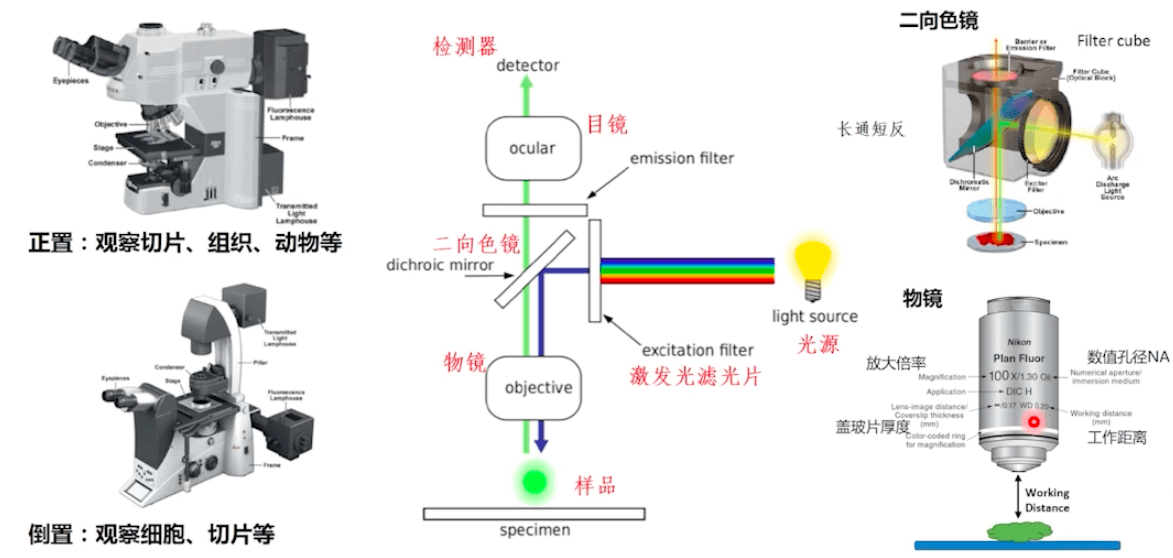 Eyepieces
Objective
Stage
Condenser
Fluorescence
Lamphouse
Frame
Transmitted
Light
Lamphouse
正置：观察切片、组织、动物等
Transmitted
Light
Lamphouse
Condenser
Stage
Eyepieces
Pillar
Fluorescence
Lamphouse
Frame
倒置：观察细胞、切片等
检测器
detector
目镜
ocular
emission filter
二向色镜
dichroic mirror
light source
光源
excitation filter
激发光滤光片
物镜
objective
样品
specimen
二向色镜
Filter cube
Barrier or
Emission Filter
Filter Cube
(Optical Block)
长通短反
Dichromatic
Mirror
Exciter
Filter
Arc
Discharge
Light
Source
Objective
Specimen
物镜
Nikon
Plan Fluor
放大倍率
数值孔径NA
Magnification
100X/1.30 Oil
Numerical aperture/
immersion medium
Application
DIC H
Lens-image distance/
Coverslip thickness
(mm)
∞/0.17 WD 0.20
Working distance
(mm)
盖玻片厚度
工作距离
Color-coded ring
for magnification
Working
Distance